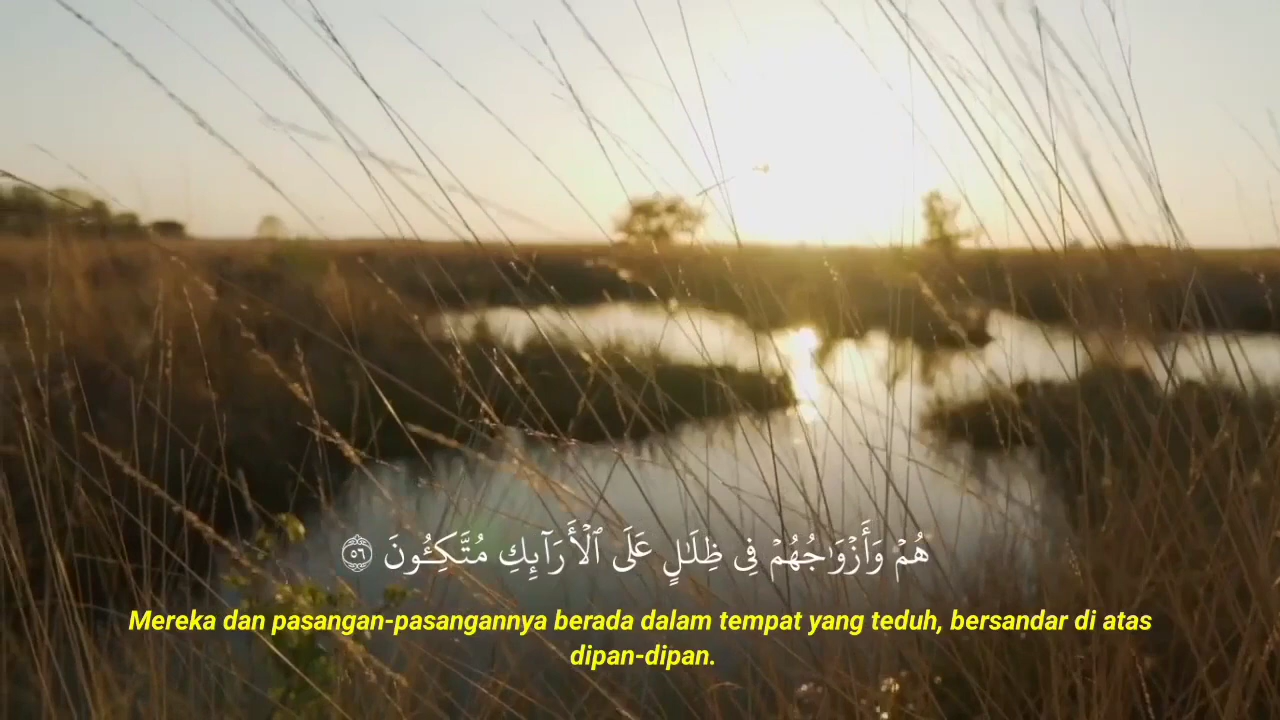 هُمْ وَأَزْوَٰجُهُمْ فِى ظِلَـٰلٍ عَلَى ٱلْأَرَآئِكِ مُتَّكِـُٔونَ ٥٦
Mereka dan pasangan-pasangannya berada dalam tempat yang teduh, bersandar di atas
dipan-dipan.